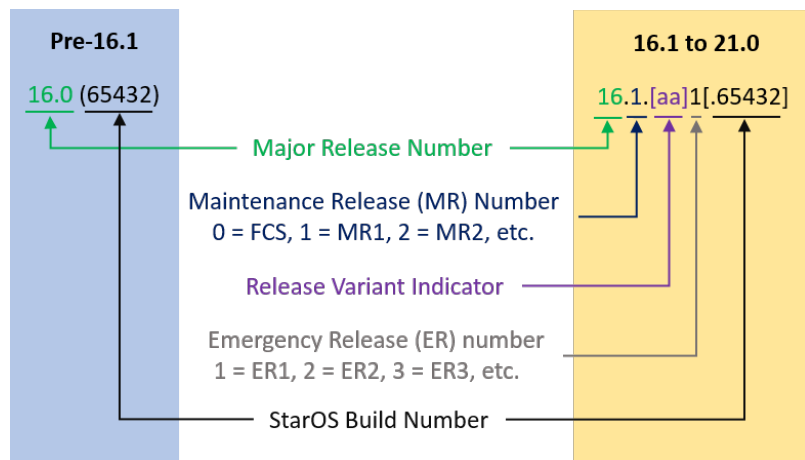 Pre-16.1
16.1 to 21.0
16.0 (65432)
16.1.[aa]1[.65432]
Major Release Number
Maintenance Release (MR) Number
0 = FCS, 1 = MR1, 2 = MR2, etc.
Release Variant Indicator
Emergency Release (ER) number
1 = ER1, 2 = ER2, 3 = ER3, etc.
StarOS Build Number